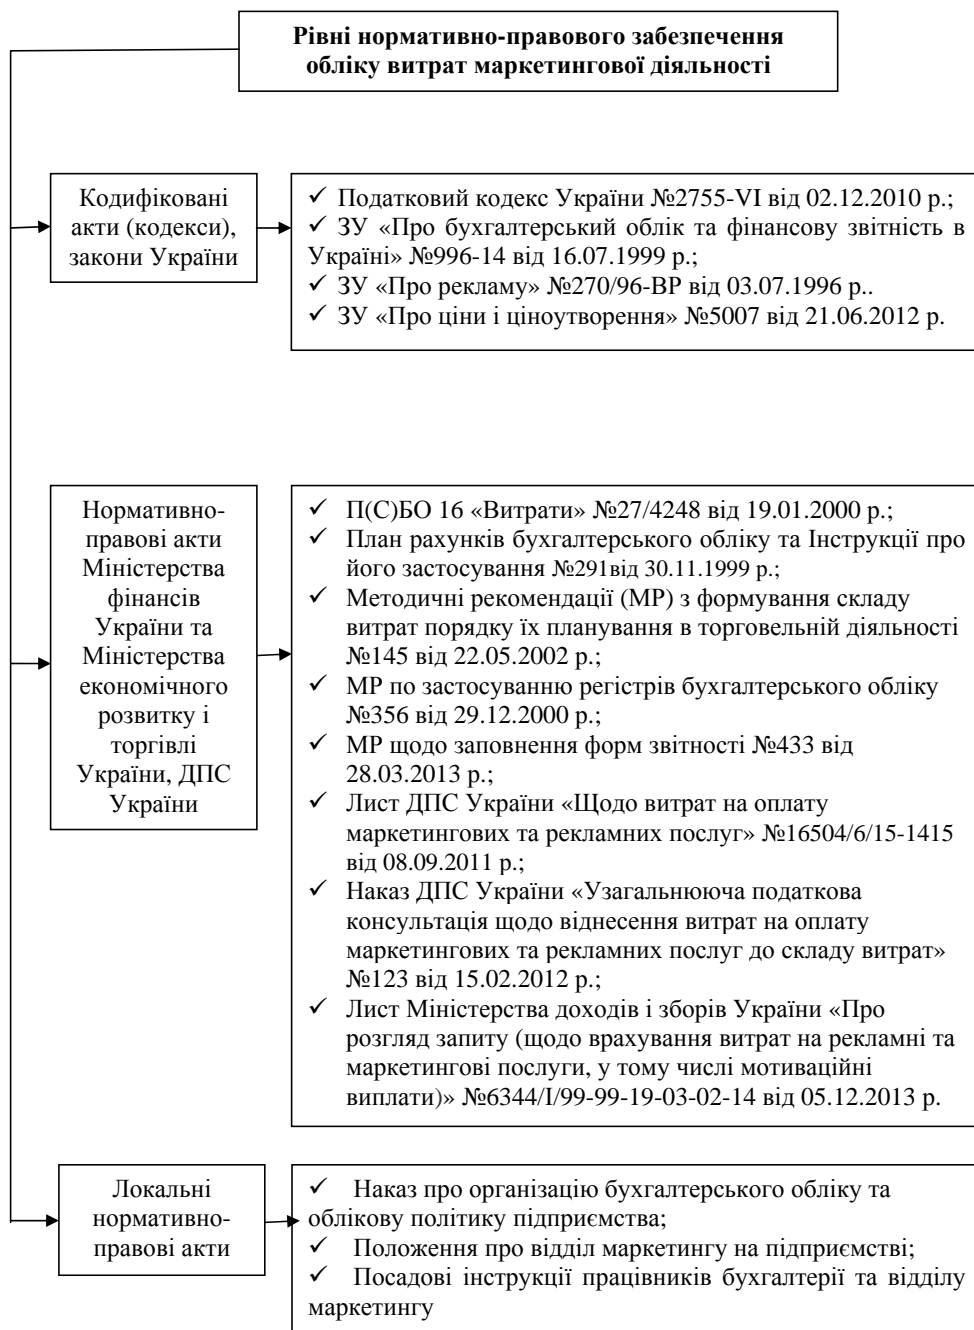 Рівні нормативно-правового забезпечення
обліку витрат маркетингової діяльності
Кодифіковані
акти (кодекси),
закони України
✓ Податковий кодекс України №2755-VI від 02.12.2010 р.;
✓ ЗУ «Про бухгалтерський облік та фінансову звітність в
Україні» №996-14 від 16.07.1999 р.;
✓ ЗУ «Про рекламу» №270/96-ВР від 03.07.1996 р..
✓ ЗУ «Про ціни і ціноутворення» №5007 від 21.06.2012 р.
Нормативно-
правові акти
Міністерства
фінансів
України та
Міністерства
економічного
розвитку і
торгівлі
України, ДПС
України
✓ П(С)БО 16 «Витрати» №27/4248 від 19.01.2000 р.;
✓ План рахунків бухгалтерського обліку та Інструкції про
його застосування №291від 30.11.1999 р.;
✓ Методичні рекомендації (МР) з формування складу
витрат порядку їх планування в торговельній діяльності
№145 від 22.05.2002 р.;
✓ МР по застосуванню регістрів бухгалтерського обліку
№356 від 29.12.2000 р.;
✓ МР щодо заповнення форм звітності №433 від
28.03.2013 р.;
✓ Лист ДПС України «Щодо витрат на оплату
маркетингових та рекламних послуг» №16504/6/15-1415
від 08.09.2011 р.;
✓ Наказ ДПС України «Узагальнююча податкова
консультація щодо віднесення витрат на оплату
маркетингових та рекламних послуг до складу витрат»
№123 від 15.02.2012 р.;
✓ Лист Міністерства доходів і зборів України «Про
розгляд запиту (щодо врахування витрат на рекламні та
маркетингові послуги, у тому числі мотиваційні
виплати)» №6344/І/99-99-19-03-02-14 від 05.12.2013 р.
Локальні
нормативно-
правові акти
✓ Наказ про організацію бухгалтерського обліку та
облікову політику підприємства;
✓ Положення про відділ маркетингу на підприємстві;
✓ Посадові інструкції працівників бухгалтерії та відділу
маркетингу